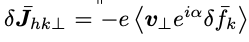 δJ̄_{hk⊥} = −e ⟨v_⊥ e^{iα} δf̄_k⟩